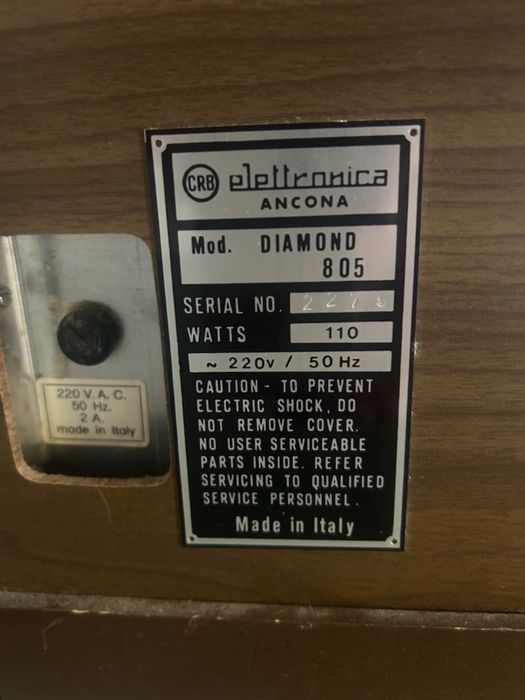 CRB elettronica
ANCONA
Mod. DIAMOND
805
SERIAL NO.
WATTS 110
~ 220v / 50 Hz
CAUTION - TO PREVENT
ELECTRIC SHOCK, DO
NOT REMOVE COVER.
NO USER SERVICEABLE
PARTS INSIDE. REFER
SERVICING TO QUALIFIED
SERVICE PERSONNEL.
Made in Italy
220 V. A. C.
50 Hz.
2 A.
made in Italy